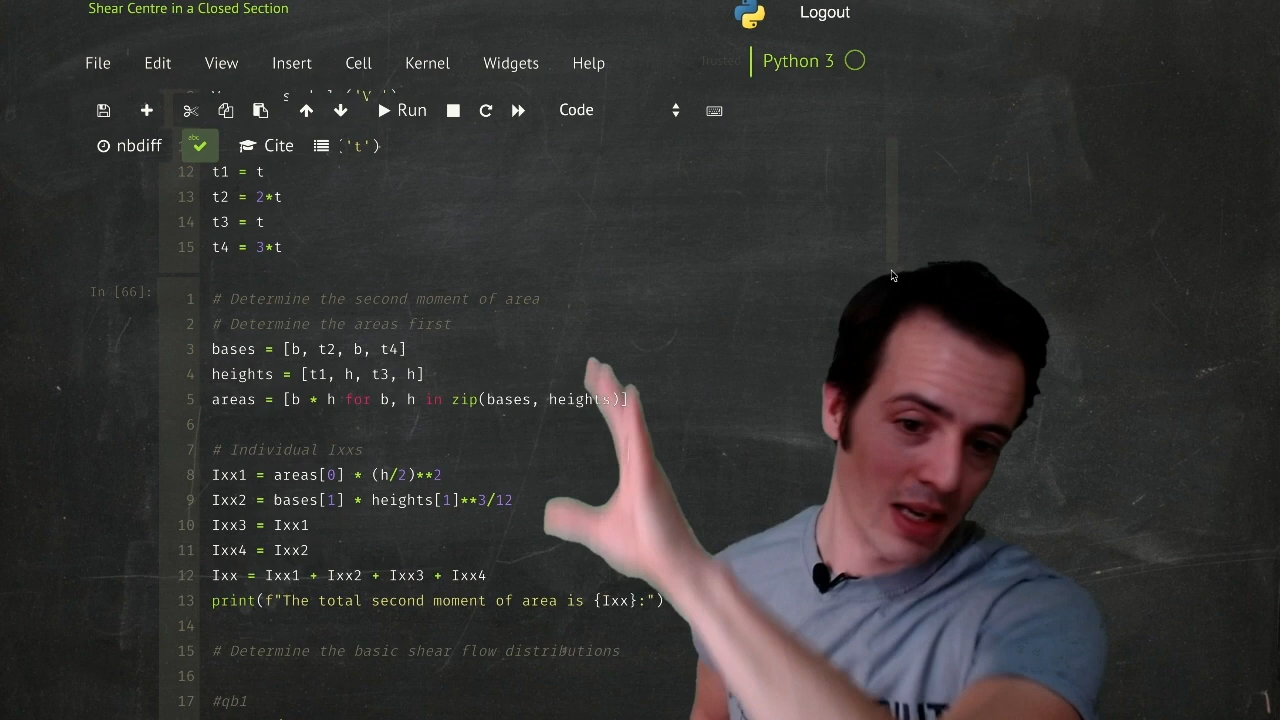 Shear Centre in a Closed Section
Logout
File Edit View Insert Cell Kernel Widgets Help
Trusted
Python 3
Run
Code
nbdiff
abc
Cite
('t')
12 t1 = t
13 t2 = 2*t
14 t3 = t
15 t4 = 3*t
In [66]:
1 # Determine the second moment of area
2 # Determine the areas first
3 bases = [b, t2, b, t4]
4 heights = [t1, h, t3, h]
5 areas = [b * h for b, h in zip(bases, heights)]
6
7 # Individual Ixxs
8 Ixx1 = areas[0] * (h/2)**2
9 Ixx2 = bases[1] * heights[1]**3/12
10 Ixx3 = Ixx1
11 Ixx4 = Ixx2
12 Ixx = Ixx1 + Ixx2 + Ixx3 + Ixx4
13 print(f"The total second moment of area is {Ixx}:")
14
15 # Determine the basic shear flow distributions
16
17 #qb1